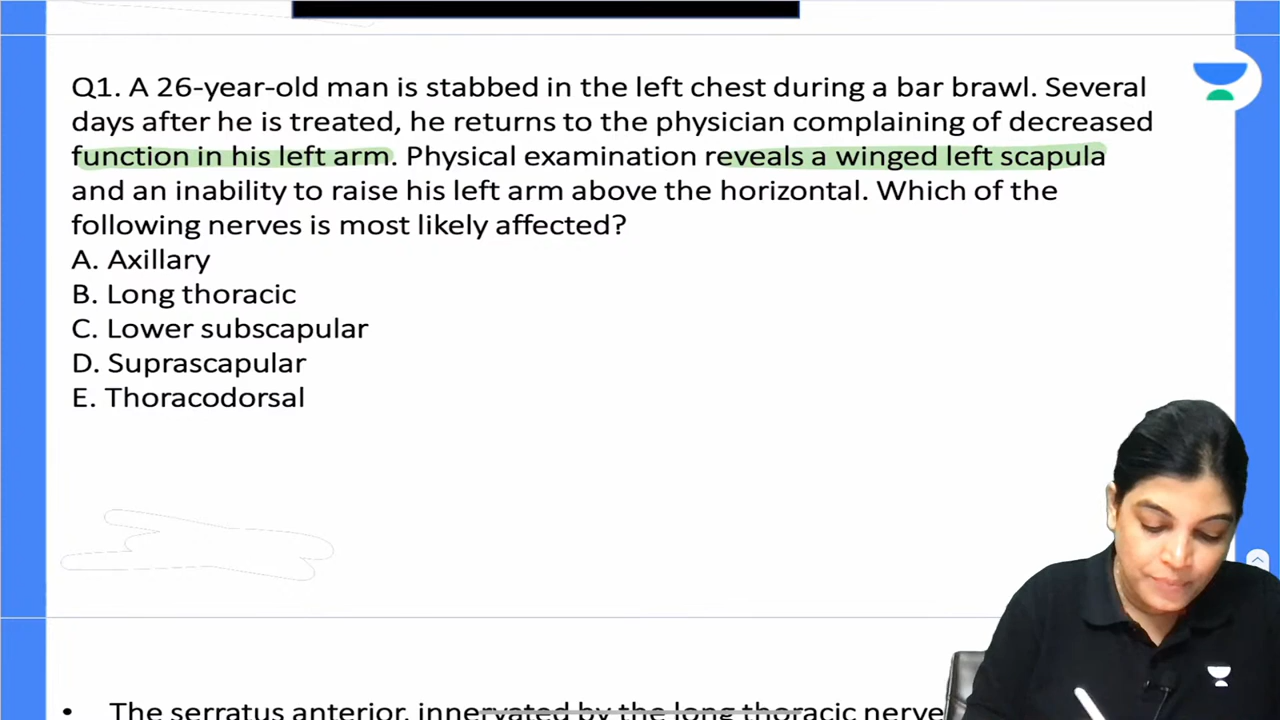 Q1. A 26-year-old man is stabbed in the left chest during a bar brawl. Several
days after he is treated, he returns to the physician complaining of decreased
function in his left arm. Physical examination reveals a winged left scapula
and an inability to raise his left arm above the horizontal. Which of the
following nerves is most likely affected?
A. Axillary
B. Long thoracic
C. Lower subscapular
D. Suprascapular
E. Thoracodorsal
• The serratus anterior, innervated by the long thoracic nerve